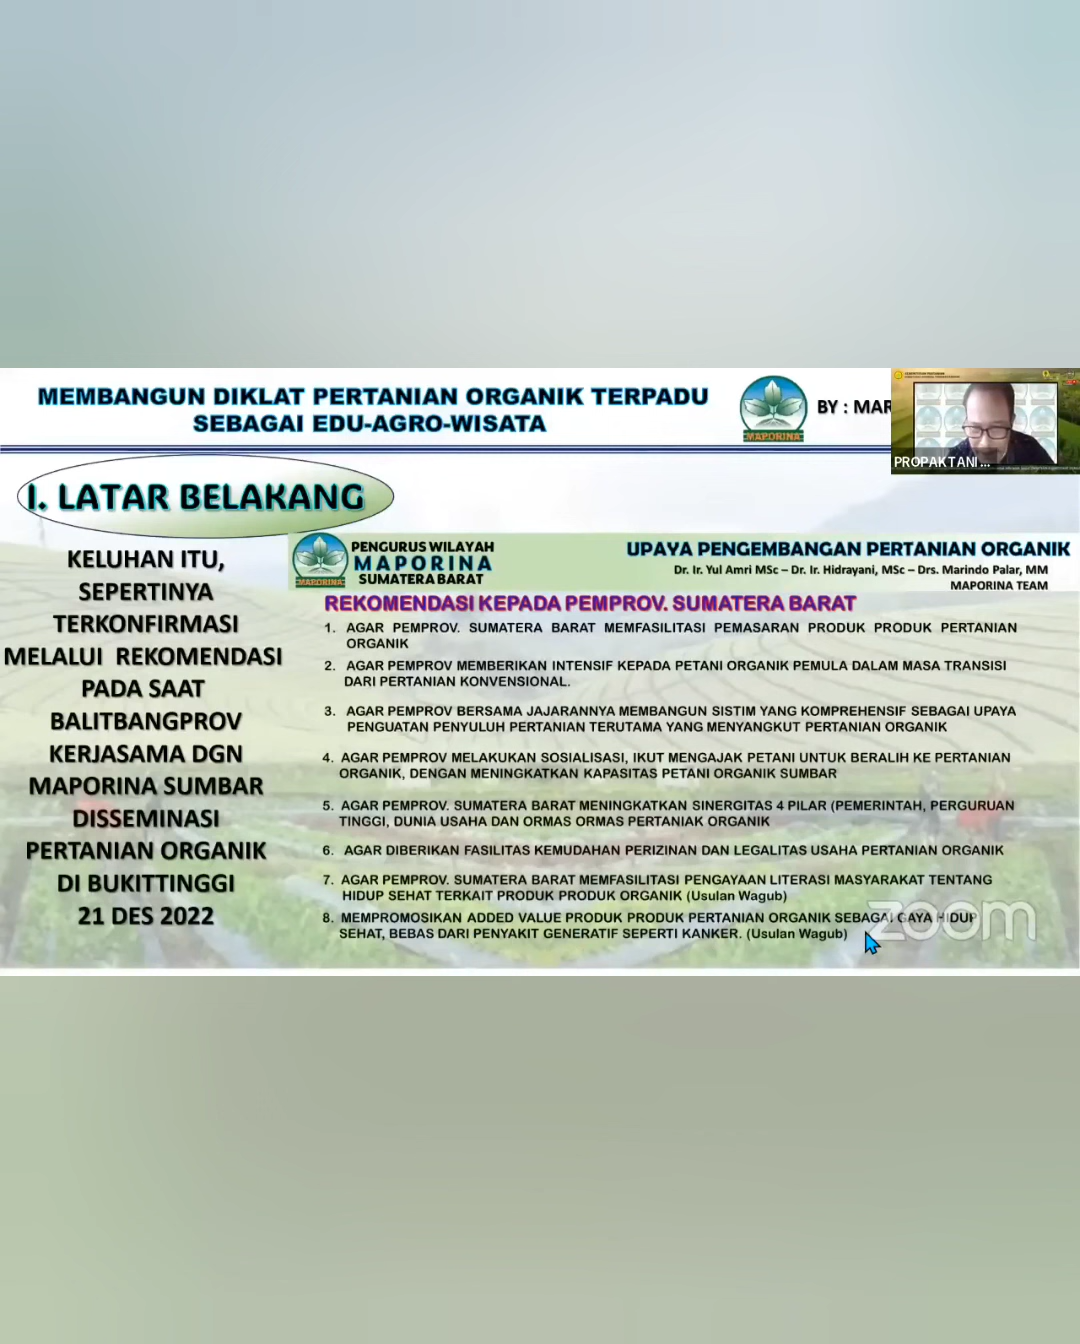 MEMBANGUN DIKLAT PERTANIAN ORGANIK TERPADU
SEBAGAI EDU-AGRO-WISATA
MAPORINA
BY : MAR
PROPAKTANI ...
I. LATAR BELAKANG
KELUHAN ITU,
SEPERTINYA
TERKONFIRMASI
MELALUI REKOMENDASI
PADA SAAT
BALITBANGPROV
KERJASAMA DGN
MAPORINA SUMBAR
DISSEMINASI
PERTANIAN ORGANIK
DI BUKITTINGGI
21 DES 2022
MAPORINA
PENGURUS WILAYAH
MAPORINA
SUMATERA BARAT
UPAYA PENGEMBANGAN PERTANIAN ORGANIK
Dr. Ir. Yul Amri MSc – Dr. Ir. Hidrayani, MSc – Drs. Marindo Palar, MM
MAPORINA TEAM
REKOMENDASI KEPADA PEMPROV. SUMATERA BARAT
1. AGAR PEMPROV. SUMATERA BARAT MEMFASILITASI PEMASARAN PRODUK PRODUK PERTANIAN
ORGANIK
2. AGAR PEMPROV MEMBERIKAN INTENSIF KEPADA PETANI ORGANIK PEMULA DALAM MASA TRANSISI
DARI PERTANIAN KONVENSIONAL.
3. AGAR PEMPROV BERSAMA JAJARANNYA MEMBANGUN SISTIM YANG KOMPREHENSIF SEBAGAI UPAYA
PENGUATAN PENYULUH PERTANIAN TERUTAMA YANG MENYANGKUT PERTANIAN ORGANIK
4. AGAR PEMPROV MELAKUKAN SOSIALISASI, IKUT MENGAJAK PETANI UNTUK BERALIH KE PERTANIAN
ORGANIK, DENGAN MENINGKATKAN KAPASITAS PETANI ORGANIK SUMBAR
5. AGAR PEMPROV. SUMATERA BARAT MENINGKATKAN SINERGITAS 4 PILAR (PEMERINTAH, PERGURUAN
TINGGI, DUNIA USAHA DAN ORMAS ORMAS PERTANIAK ORGANIK
6. AGAR DIBERIKAN FASILITAS KEMUDAHAN PERIZINAN DAN LEGALITAS USAHA PERTANIAN ORGANIK
7. AGAR PEMPROV. SUMATERA BARAT MEMFASILITASI PENGAYAAN LITERASI MASYARAKAT TENTANG
HIDUP SEHAT TERKAIT PRODUK PRODUK ORGANIK (Usulan Wagub)
8. MEMPROMOSIKAN ADDED VALUE PRODUK PRODUK PERTANIAN ORGANIK SEBAGAI GAYA HIDUP
SEHAT, BEBAS DARI PENYAKIT GENERATIF SEPERTI KANKER. (Usulan Wagub)
zoom